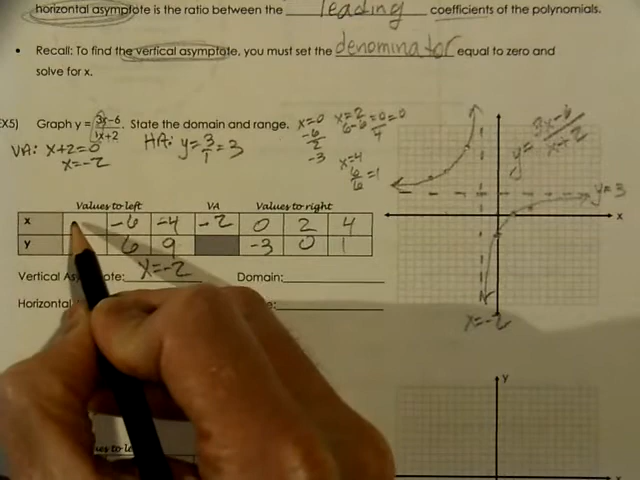 horizontal asymptote is the ratio between the leading coefficients of the polynomials.
• Recall: To find the vertical asymptote, you must set the denominator equal to zero and
solve for x.
EX5) Graph y = 3x-6/1x+2. State the domain and range.
VA: x+2=0
x=-2
HA: y=3/1=3
x=0
-6/2
-3
x=2
6-6=0/4=0
x=4
6/6=1
y=3x-6/x+2
y=3
x
x=-2
Values to left VA Values to right
x -6 -4 -2 0 2 4
y 6 9 -3 0 1
Vertical As ote: x=-2 Domain:
Horizontal
y